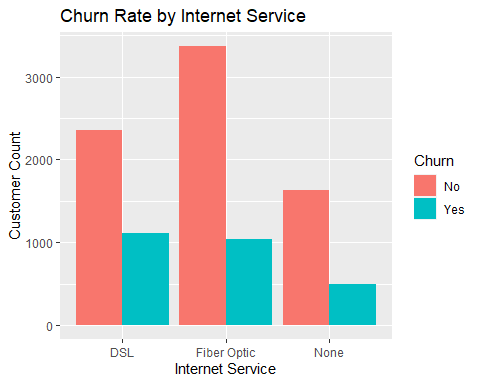 Churn Rate by Internet Service
3000
2000
1000
0
Customer Count
DSL
Fiber Optic
None
Internet Service
Churn
No
Yes